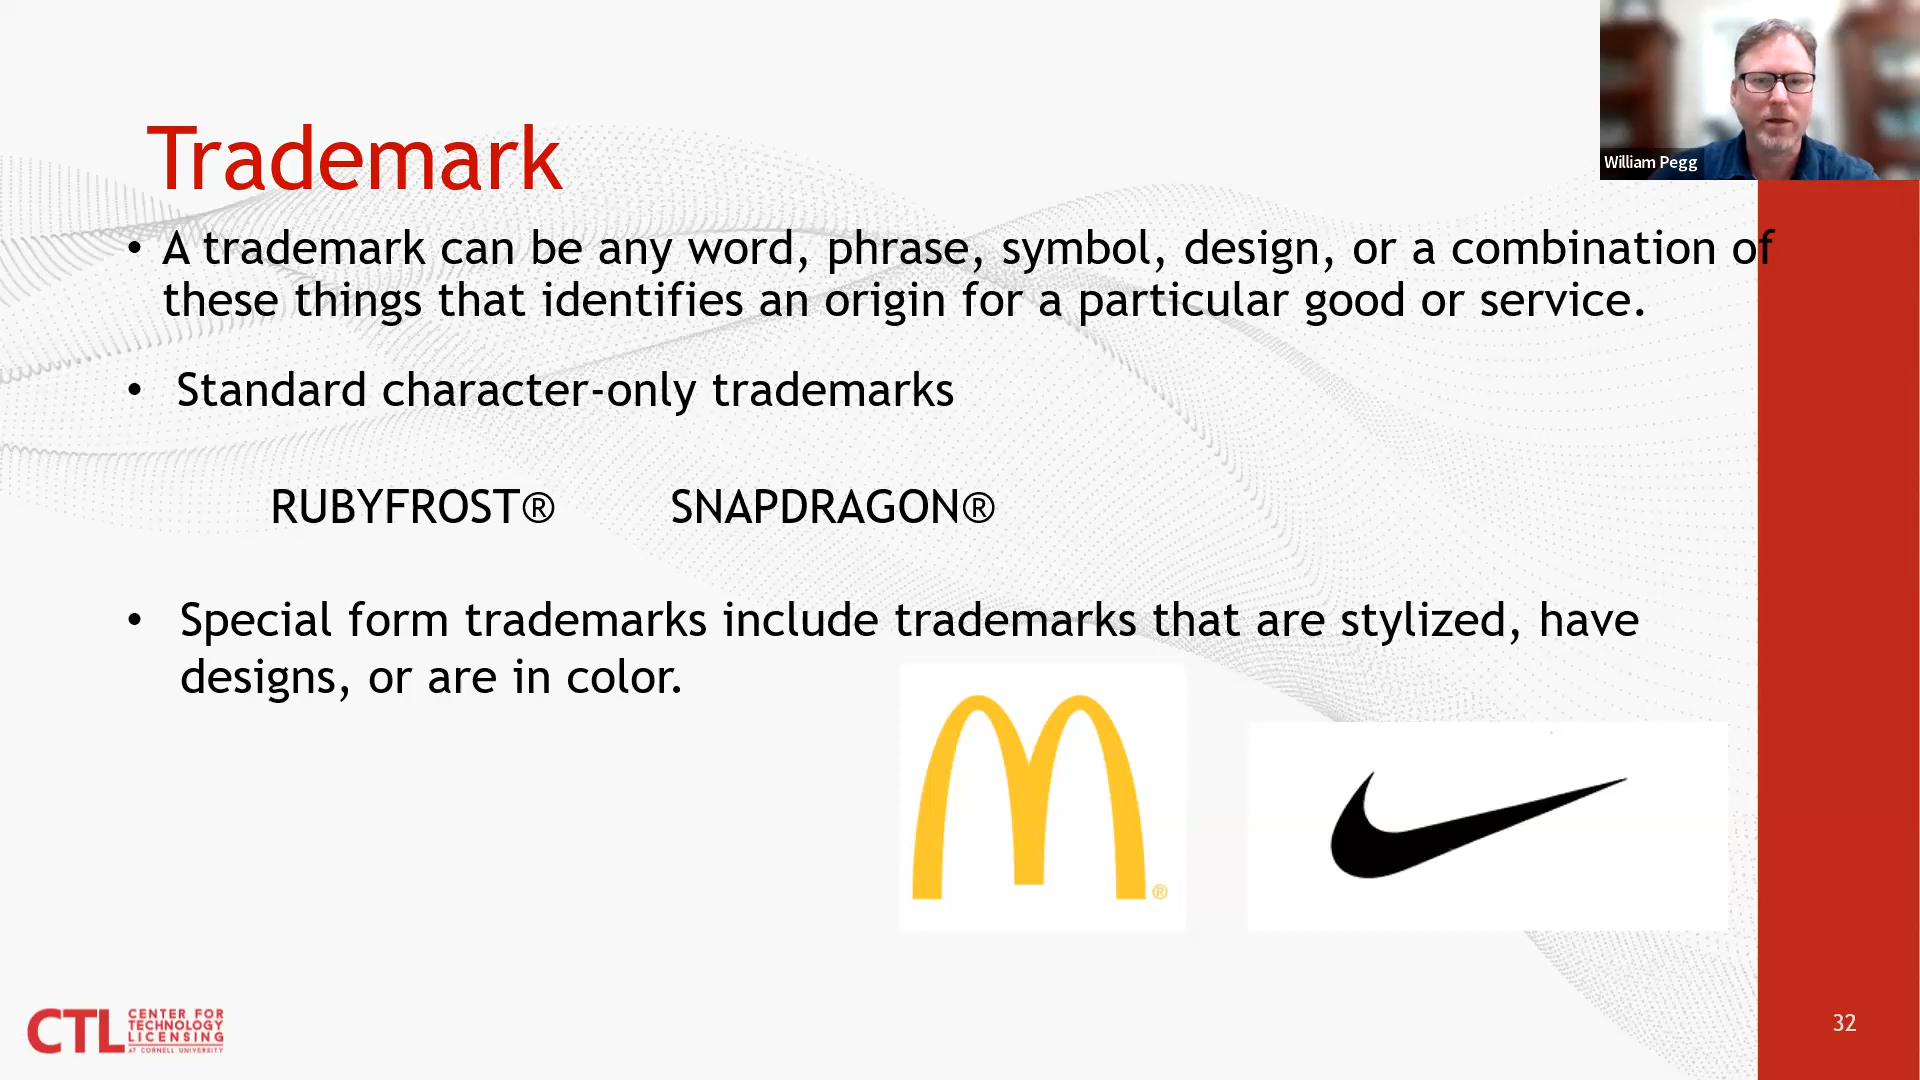 William Pegg
Trademark
• A trademark can be any word, phrase, symbol, design, or a combination of
these things that identifies an origin for a particular good or service.
• Standard character-only trademarks
RUBYFROST® SNAPDRAGON®
• Special form trademarks include trademarks that are stylized, have
designs, or are in color.
®
CTL
CENTER FOR
TECHNOLOGY
LICENSING
AT CORNELL UNIVERSITY
32